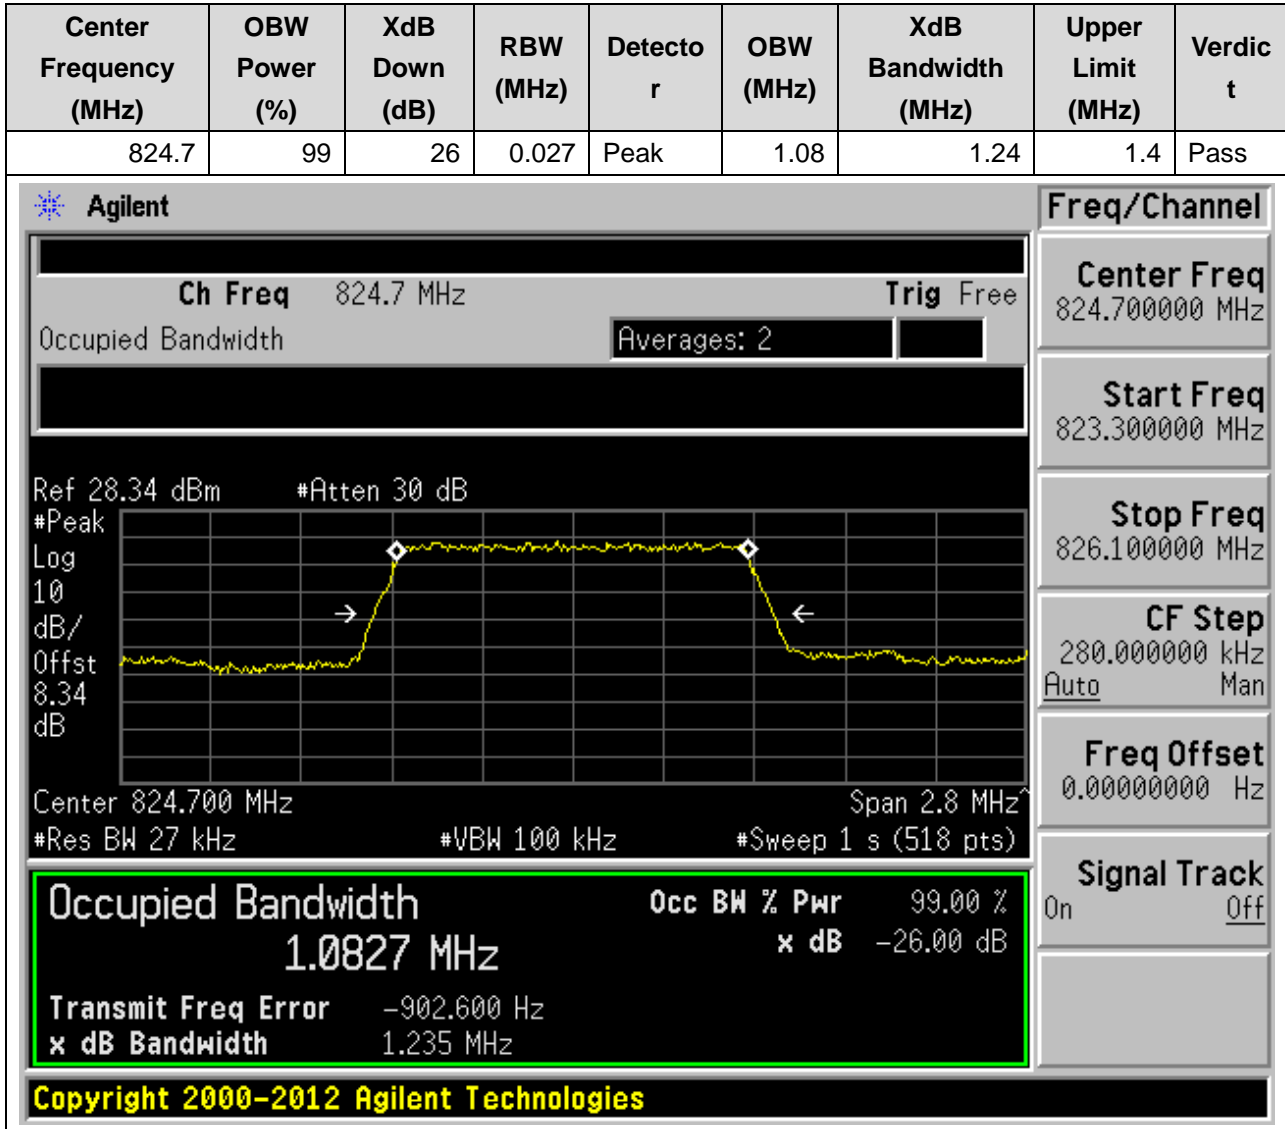 Center Frequency (MHz) OBW Power (%) XdB Down (dB) RBW (MHz) Detecto r OBW (MHz) XdB Bandwidth (MHz) Upper Limit (MHz) Verdic t
824.7 99 26 0.027 Peak 1.08 1.24 1.4 Pass
Agilent
Freq/Channel
Ch Freq 824.7 MHz Trig Free
Occupied Bandwidth Averages: 2
Center Freq
824.700000 MHz
Start Freq
823.300000 MHz
Stop Freq
826.100000 MHz
CF Step
280.000000 kHz
Auto Man
Freq Offset
0.00000000 Hz
Signal Track
On Off
Ref 28.34 dBm #Atten 30 dB
#Peak
Log
10
dB/
Offst
8.34
dB
Center 824.700 MHz Span 2.8 MHz^
#Res BW 27 kHz #VBW 100 kHz #Sweep 1 s (518 pts)
Occupied Bandwidth Occ BW % Pwr 99.00 %
1.0827 MHz x dB -26.00 dB
Transmit Freq Error -902.600 Hz
x dB Bandwidth 1.235 MHz
Copyright 2000-2012 Agilent Technologies